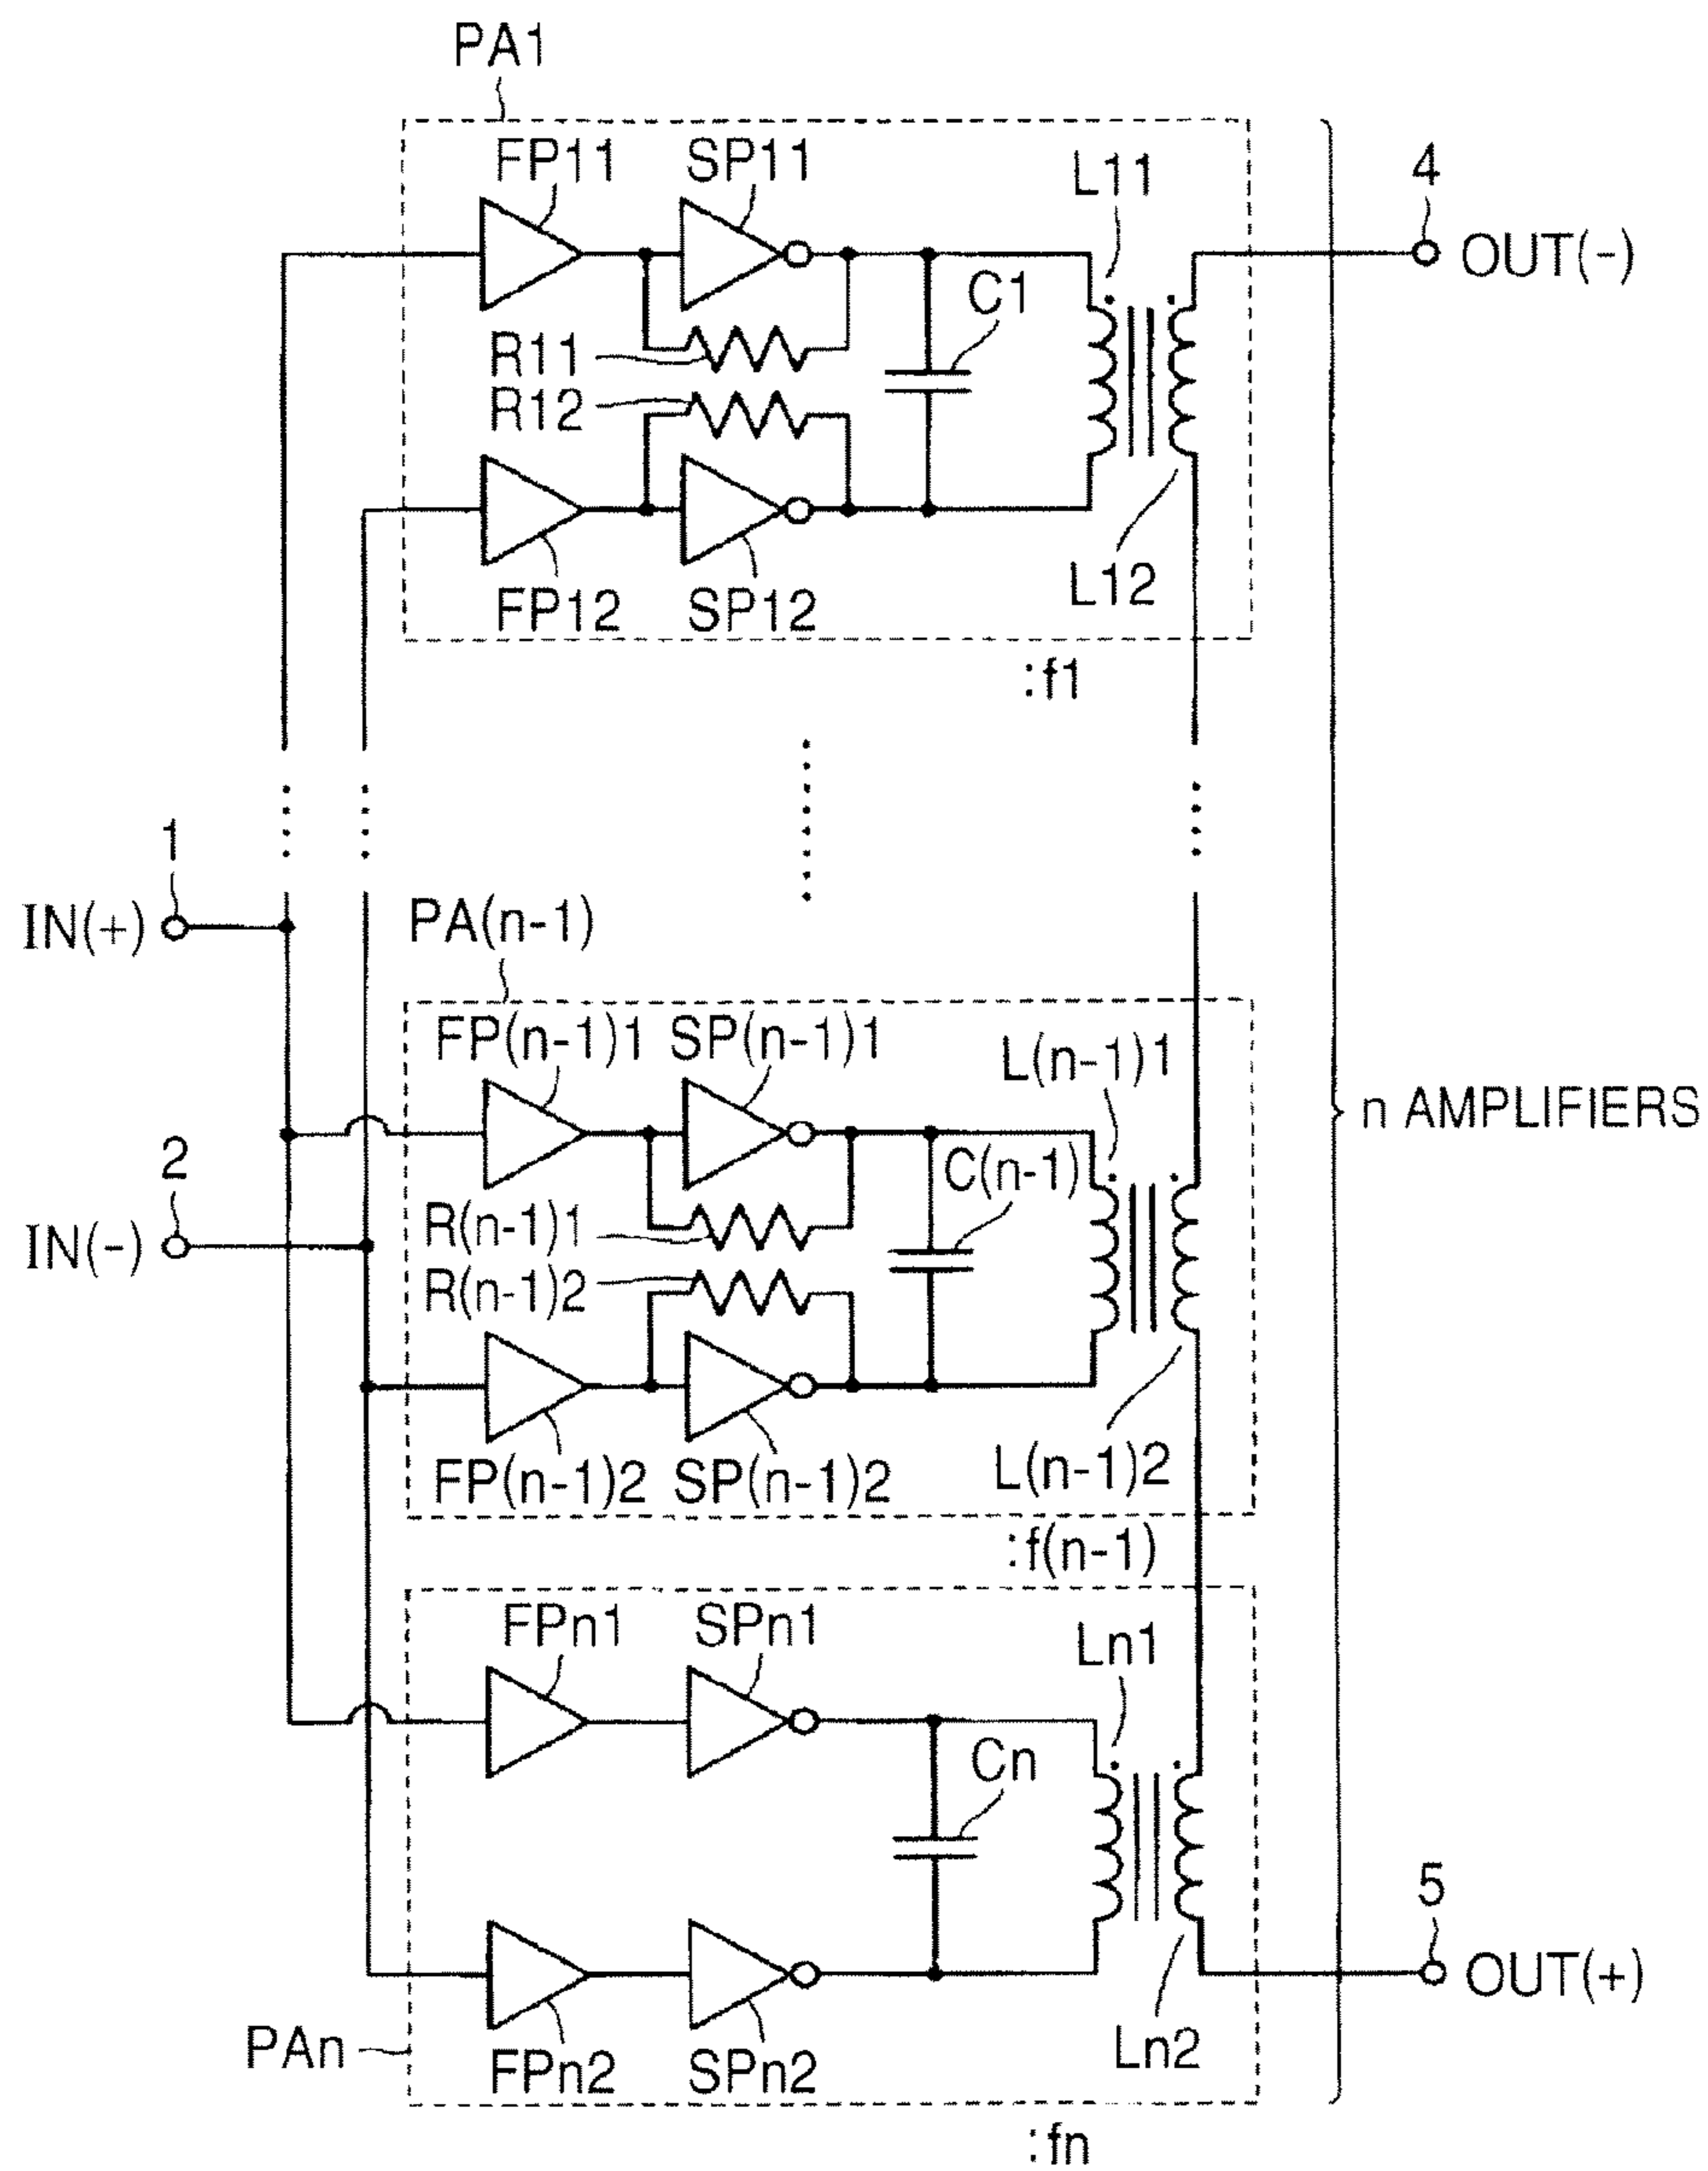 PA1
FP11
SP11
L11
4
OUT(-)
C1
R11
R12
FP12
SP12
L12
:f1
1
IN(+)
PA(n-1)
FP(n-1)1
SP(n-1)1
L(n-1)1
n AMPLIFIERS
2
IN(-)
C(n-1)
R(n-1)1
R(n-1)2
FP(n-1)2
SP(n-1)2
L(n-1)2
:f(n-1)
FPn1
SPn1
Ln1
Cn
5
OUT(+)
PAn
FPn2
SPn2
Ln2
:fn